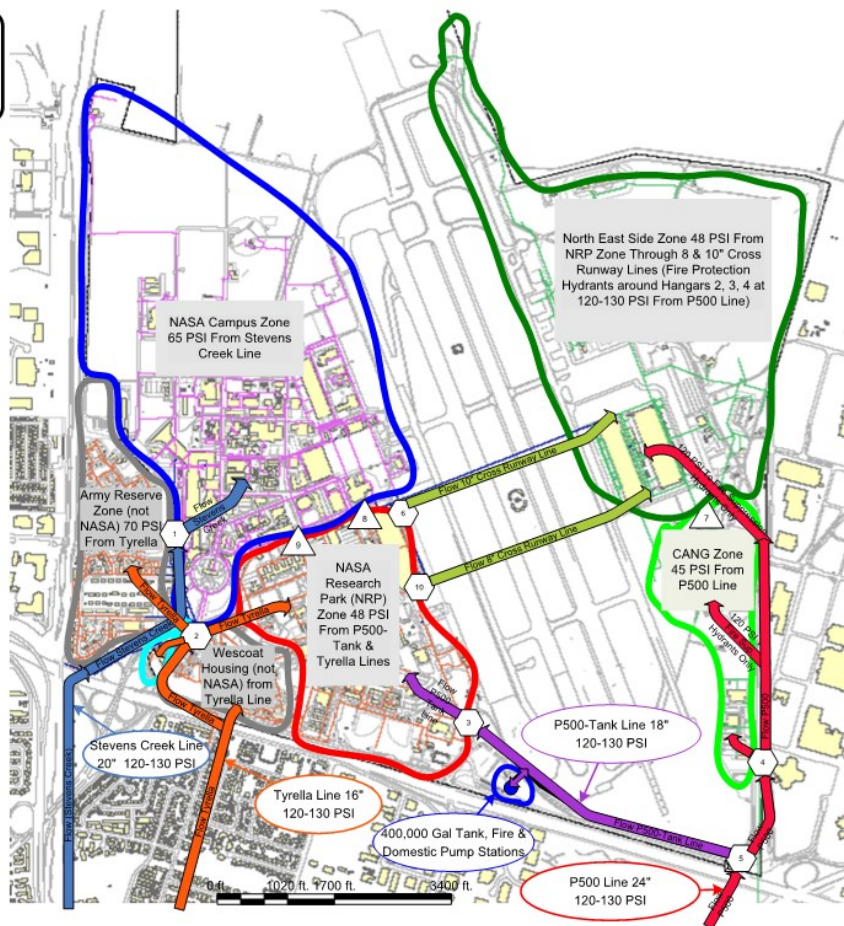 North East Side Zone 48 PSI From
NRP Zone Through 8 & 10" Cross
Runway Lines (Fire Protection
Hydrants around Hangars 2, 3, 4 at
120-130 PSI From P500 Line)
NASA Campus Zone
65 PSI From Stevens
Creek Line
Flow 10" Cross Runway Line
Hydrants Only
Army Reserve
Zone (not
NASA) 70 PSI
From Tyrella
Flow
Stevens
Creek
1
6
7
8
9
Flow 8" Cross Runway Line
10
NASA
Research
Park (NRP)
Zone 48 PSI
From P500-
Tank &
Tyrella Lines
CANG Zone
45 PSI From
P500 Line
120 PSI
Hydrants Only
Flow Tyrella
2
Flow Tyrella
Flow Stevens Creek
Wescoat
Housing (not
NASA) from
Tyrella Line
Flow Tyrella
Flow
P500
Tank
Line
3
Flow P500
P500-Tank Line 18"
120-130 PSI
Stevens Creek Line
20" 120-130 PSI
4
Tyrella Line 16"
120-130 PSI
400,000 Gal Tank, Fire &
Domestic Pump Stations
Flow P500-Tank Line
5
Flow Stevens Creek
Flow Tyrella
P500 Line 24"
120-130 PSI
0 ft. 1020 ft. 1700 ft. 3400 ft.
Flow
P500